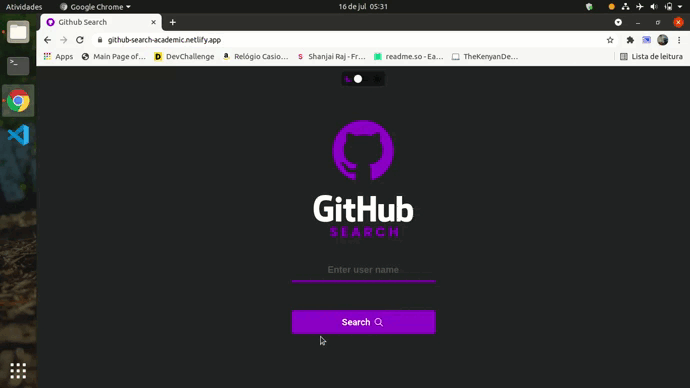 Atividades
Google Chrome
16 de jul 05:31
Github Search
github-search-academic.netlify.app
Apps
Main Page of…
DevChallenge
Relógio Casio…
Shanjai Raj - Fr…
readme.so - Ea…
TheKenyanDe…
Lista de leitura
GitHub
SEARCH
Enter user name
Search